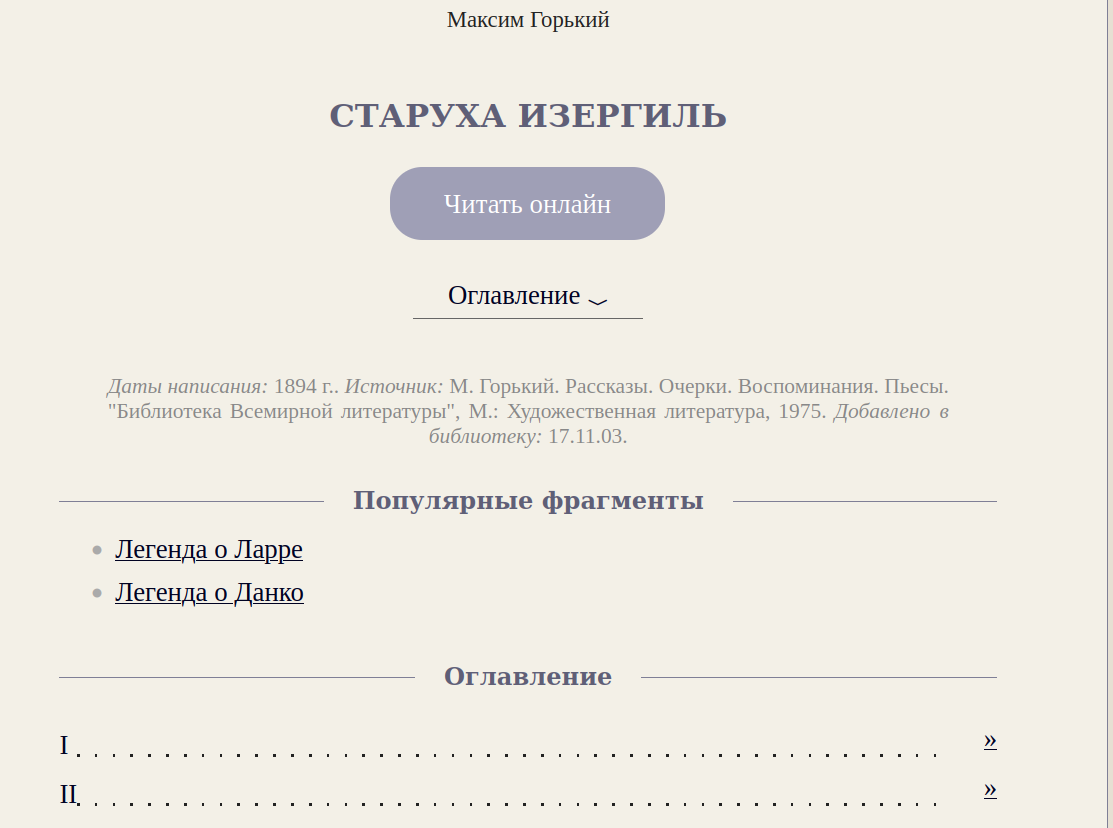 Максим Горький
СТАРУХА ИЗЕРГИЛЬ
Читать онлайн
Оглавление
Даты написания: 1894 г.. Источник: М. Горький. Рассказы. Очерки. Воспоминания. Пьесы.
"Библиотека Всемирной литературы", М.: Художественная литература, 1975. Добавлено в
библиотеку: 17.11.03.
Популярные фрагменты
Легенда о Ларре
Легенда о Данко
Оглавление
I . . . . . . . . . . . . . . . . . . . . . . . . . . . . . . . . . . . . . . . . . . . . . . . . . »
II. . . . . . . . . . . . . . . . . . . . . . . . . . . . . . . . . . . . . . . . . . . . . . . . . »